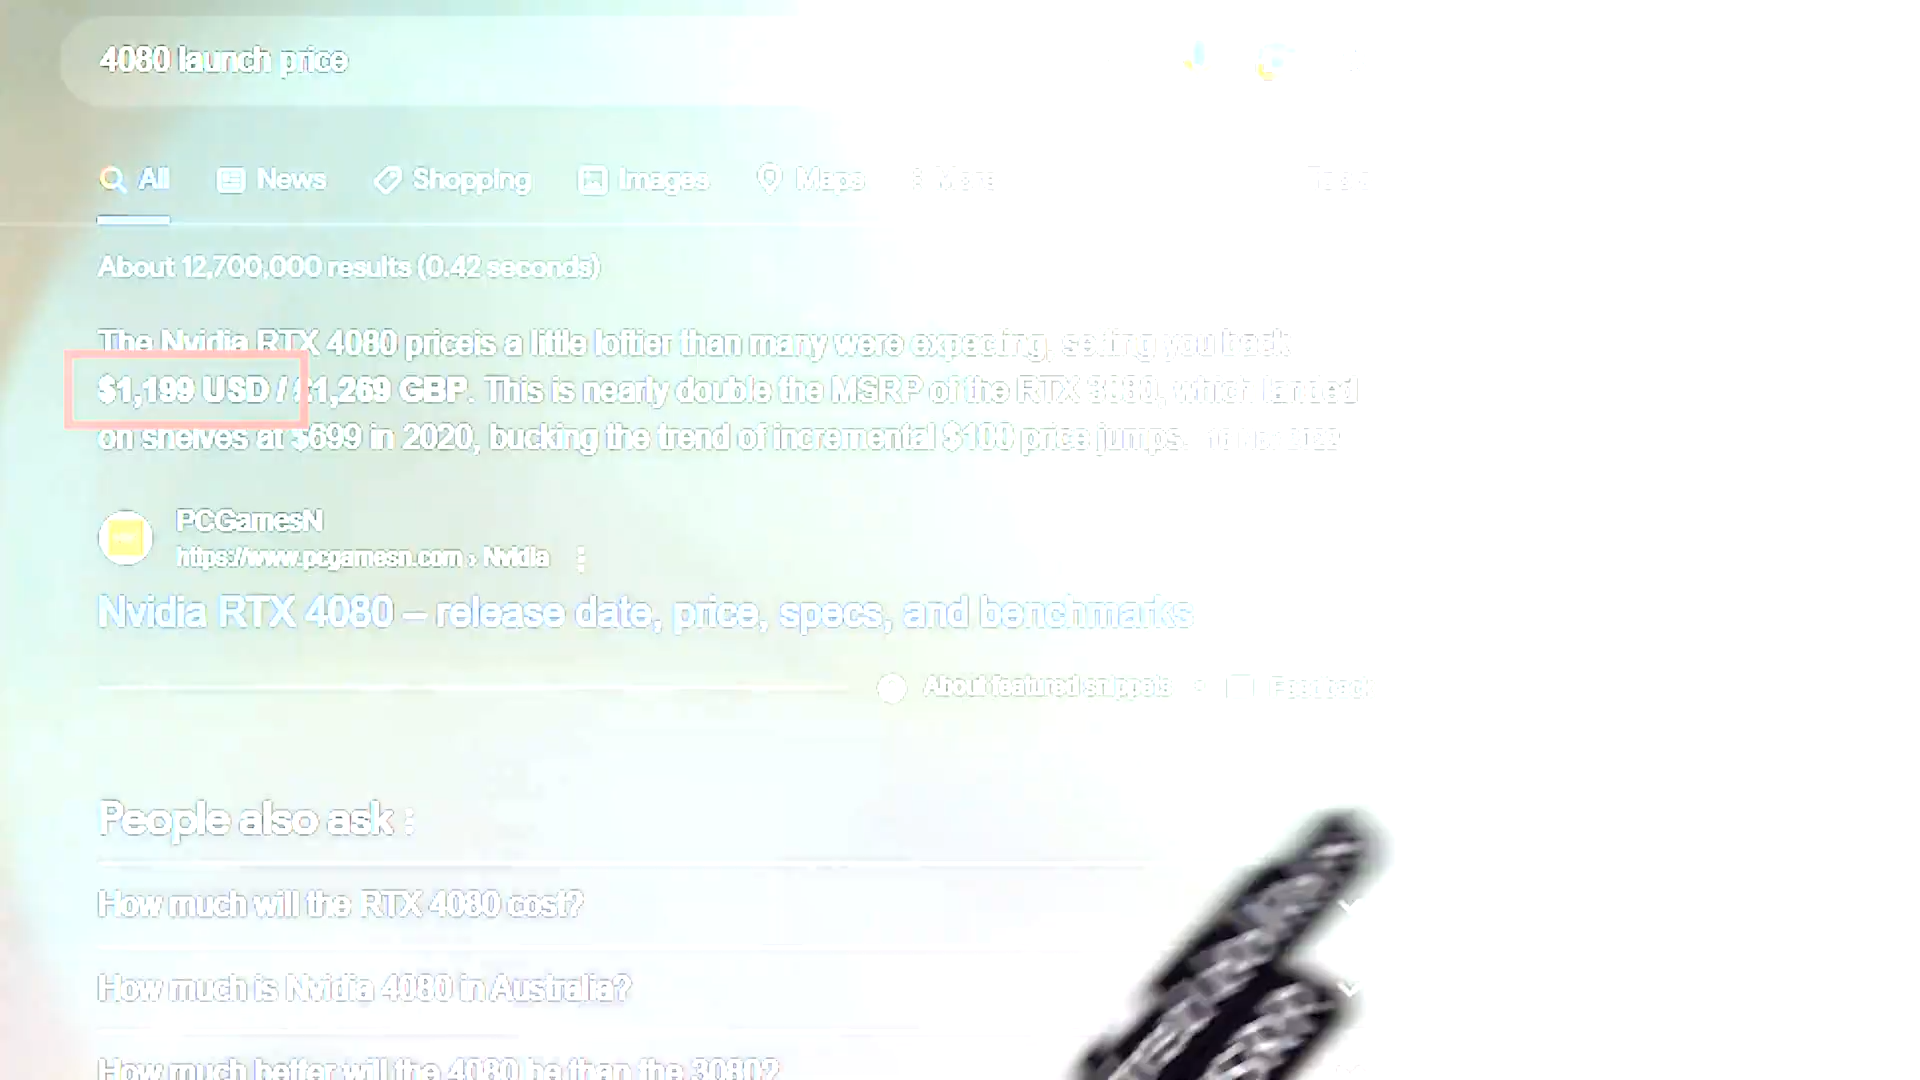 4080 launch price
All News Shopping Images Maps More
About 12,700,000 results (0.42 seconds)
The Nvidia RTX 4080 priceis a little loftier than many were expecting, setting you back
$1,199 USD / £1,269 GBP. This is nearly double the MSRP of the RTX 3080, which landed
on shelves at $699 in 2020, bucking the trend of incremental $100 price jumps.
PCGamesN
https://www.pcgamesn.com › Nvidia
Nvidia RTX 4080 – release date, price, specs, and benchmarks
About featured snippets • Feedback
People also ask
How much will the RTX 4080 cost?
How much is Nvidia 4080 in Australia?
How much better will the 4080 be than the 3080?